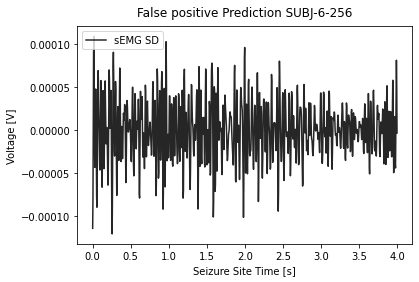 False positive Prediction SUBJ-6-256
sEMG SD
0.00010
0.00005
0.00000
−0.00005
−0.00010
Voltage [V]
0.0 0.5 1.0 1.5 2.0 2.5 3.0 3.5 4.0
Seizure Site Time [s]